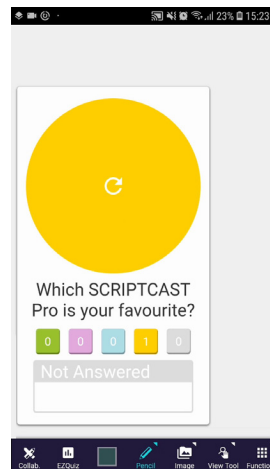 23% 15:23
Which SCRIPTCAST
Pro is your favourite?
0 0 0 1 0
Not Answered
Collab. EZQuiz Pencil Image View Tool Functio